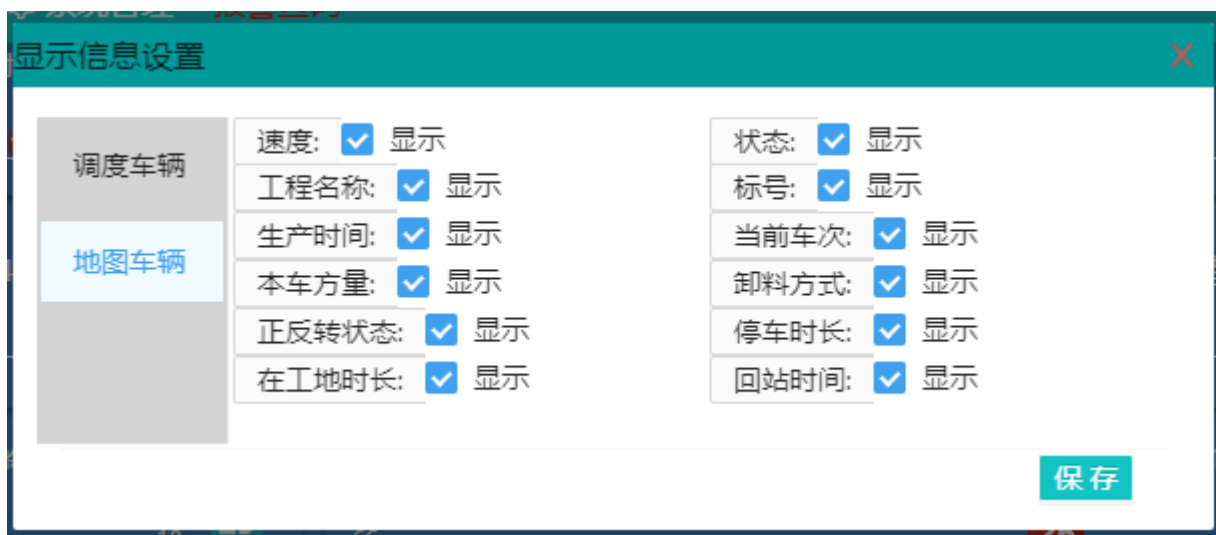 显示信息设置
调度车辆
地图车辆
速度: 显示 状态: 显示
工程名称: 显示 标号: 显示
生产时间: 显示 当前车次: 显示
本车方量: 显示 卸料方式: 显示
正反转状态: 显示 停车时长: 显示
在工地时长: 显示 回站时间: 显示
保存